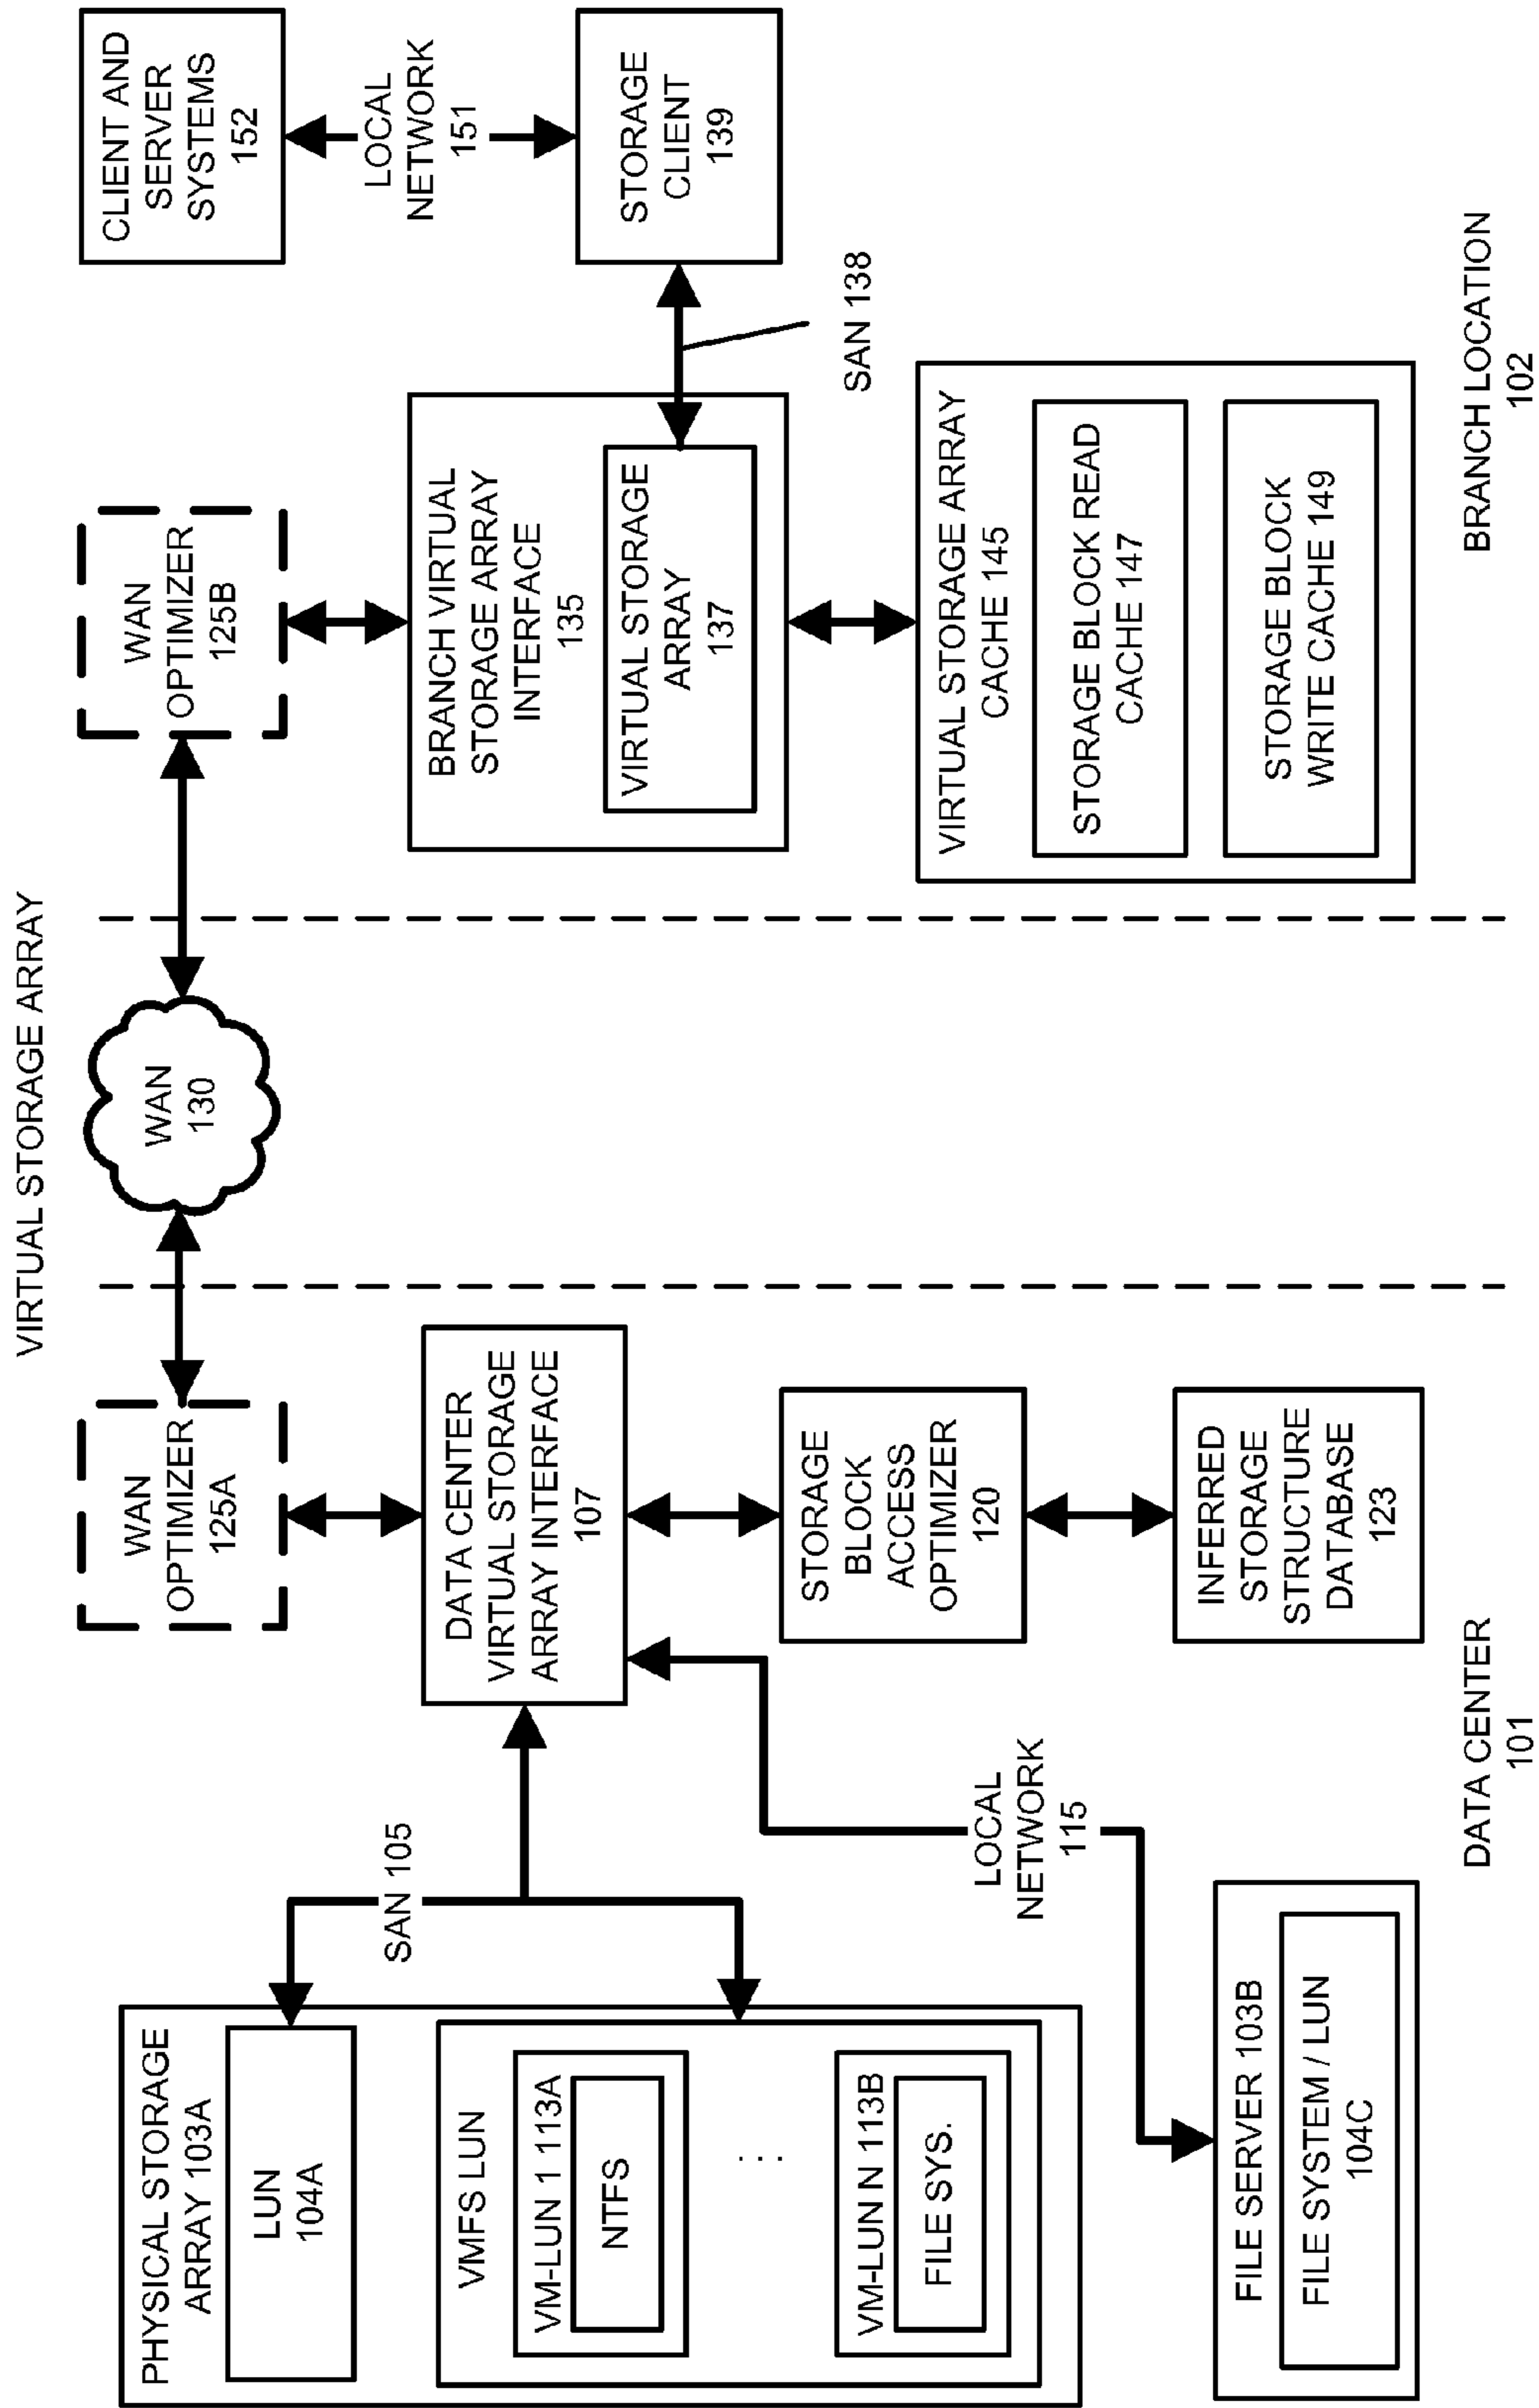 VIRTUAL STORAGE ARRAY
PHYSICAL STORAGE
ARRAY 103A
LUN
104A
VMFS LUN
VM-LUN 1 113A
NTFS
. . .
VM-LUN N 113B
FILE SYS.
FILE SERVER 103B
FILE SYSTEM / LUN
104C
SAN 105
LOCAL
NETWORK
115
WAN
OPTIMIZER
125A
DATA CENTER
VIRTUAL STORAGE
ARRAY INTERFACE
107
STORAGE
BLOCK
ACCESS
OPTIMIZER
120
INFERRED
STORAGE
STRUCTURE
DATABASE
123
DATA CENTER
101
WAN
130
WAN
OPTIMIZER
125B
BRANCH VIRTUAL
STORAGE ARRAY
INTERFACE
135
VIRTUAL STORAGE
ARRAY
137
VIRTUAL STORAGE ARRAY
CACHE 145
STORAGE BLOCK READ
CACHE 147
STORAGE BLOCK
WRITE CACHE 149
SAN 138
CLIENT AND
SERVER
SYSTEMS
152
LOCAL
NETWORK
151
STORAGE
CLIENT
139
BRANCH LOCATION
102